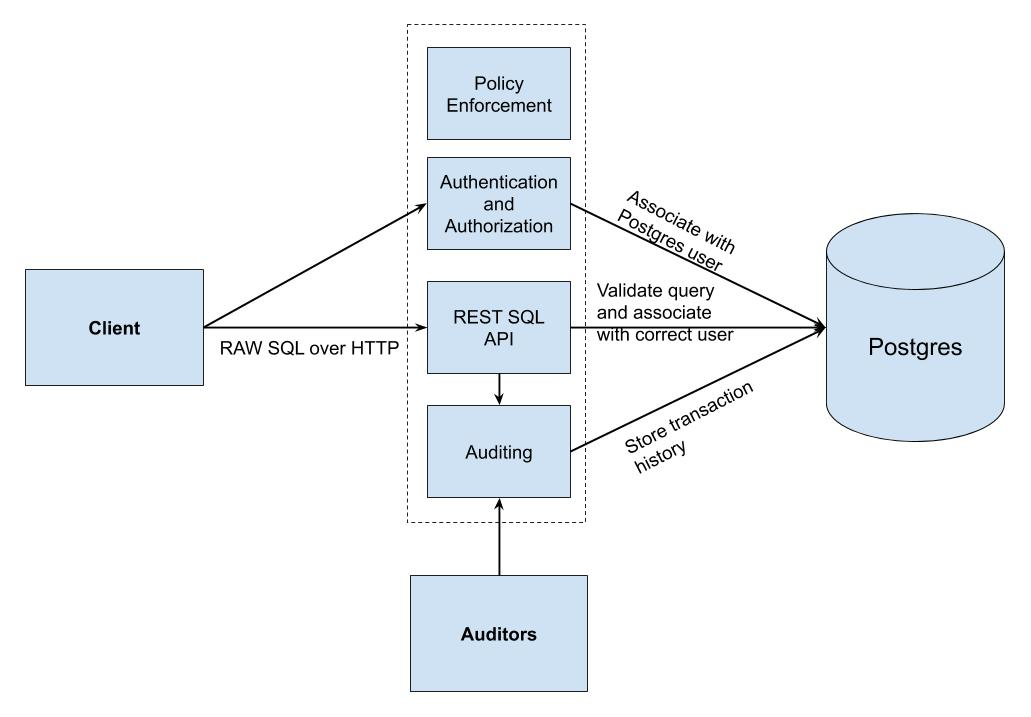 Policy
Enforcement
Authentication
and
Authorization
Associate with
Postgres user
Client
RAW SQL over HTTP
REST SQL
API
Validate query
and associate
with correct user
Postgres
Auditing
Store transaction
history
Auditors